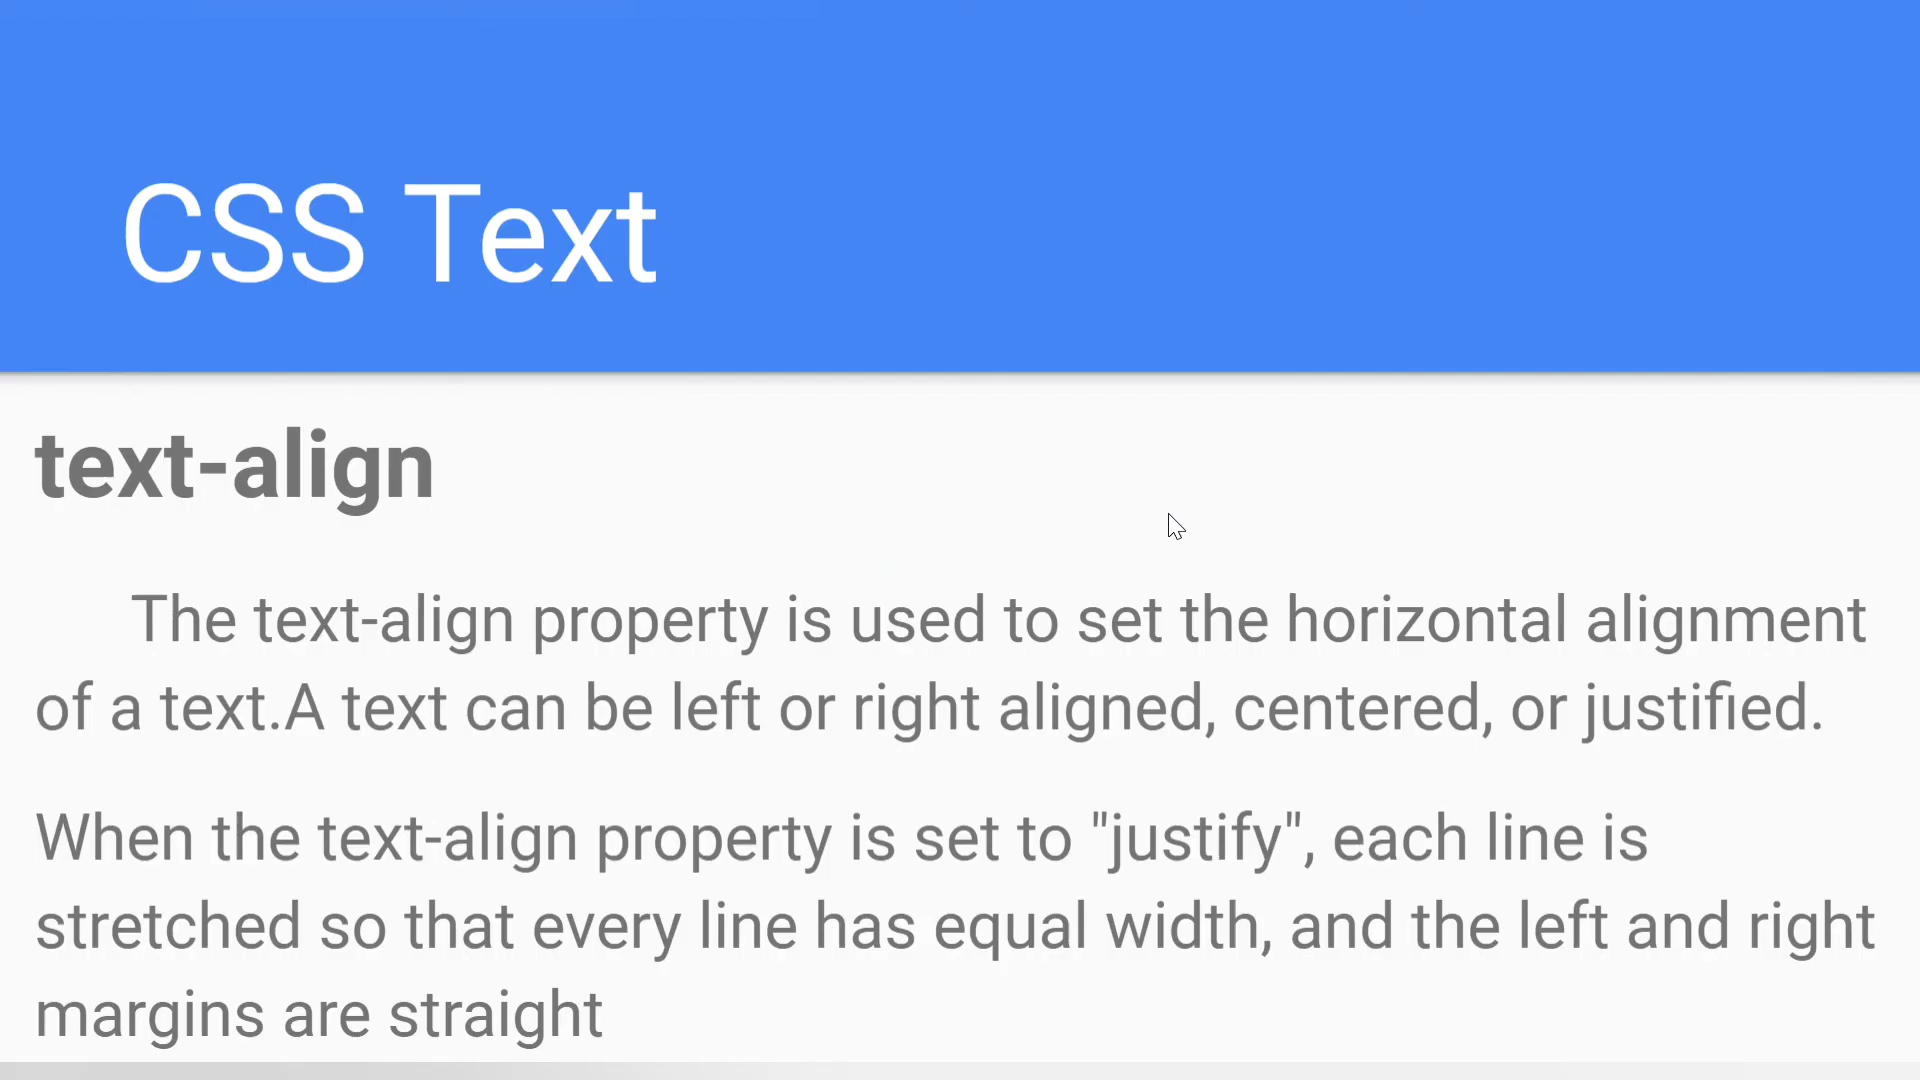 CSS Text
text-align
The text-align property is used to set the horizontal alignment
of a text.A text can be left or right aligned, centered, or justified.
When the text-align property is set to "justify", each line is
stretched so that every line has equal width, and the left and right
margins are straight